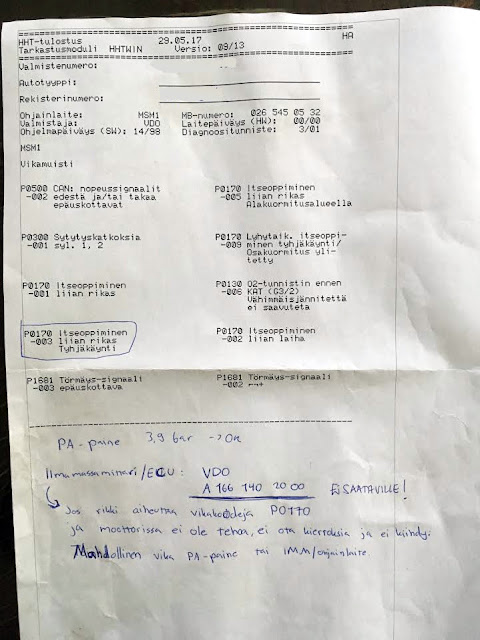 HHT-tulostus 29.05.17 HA
Tarkastusmoduli HHTWIN Versio: 09/13
Valmistenumero:
Autotyyppi:
Rekisterinumero:
Ohjainlaite: MSM1 MB-numero: 026 545 05 32
Valmistaja: VDO Laitepäiväys (HW): 00/00
Ohjelmapäiväys (SW): 14/98 Diagnoositunniste: 3/01
MSM1
Vikamuisti
P0500 CAN: nopeussignaalit P0170 Itseoppiminen
-002 edestä ja/tai takaa -005 liian rikas
epäuskottavat Alakuormitusalueella
P0300 Sytytyskatkoksia P0170 Lyhytaik. itseoppi-
-001 syl. 1, 2 -009 minen tyhjäkäynti/
Osakuormitus yli-
tetty
P0170 Itseoppiminen P0130 O2-tunnistin ennen
-001 liian rikas -006 KAT (G3/2)
Vähimmäisjännitettä
ei saavuteta
P0170 Itseoppiminen P0170 Itseoppiminen
-003 liian rikas -002 liian laiha
Tyhjäkäynti
P1681 Törmäys-signaali P1681 Törmäys-signaali
-003 epäuskottava -002
PA-paine 3,9 bar -> OK
Ilmamassamittari/ECU: VDO
A 166 140 20 00 EI SAATAVILLE!
Jos rikki aiheuttaa vikakoodeja P0170
ja moottorissa ei ole tehoa, ei ota kierroksia ja ei kiihdy.
Mahdollinen vika PA-paine tai IMM/ohjainlaite